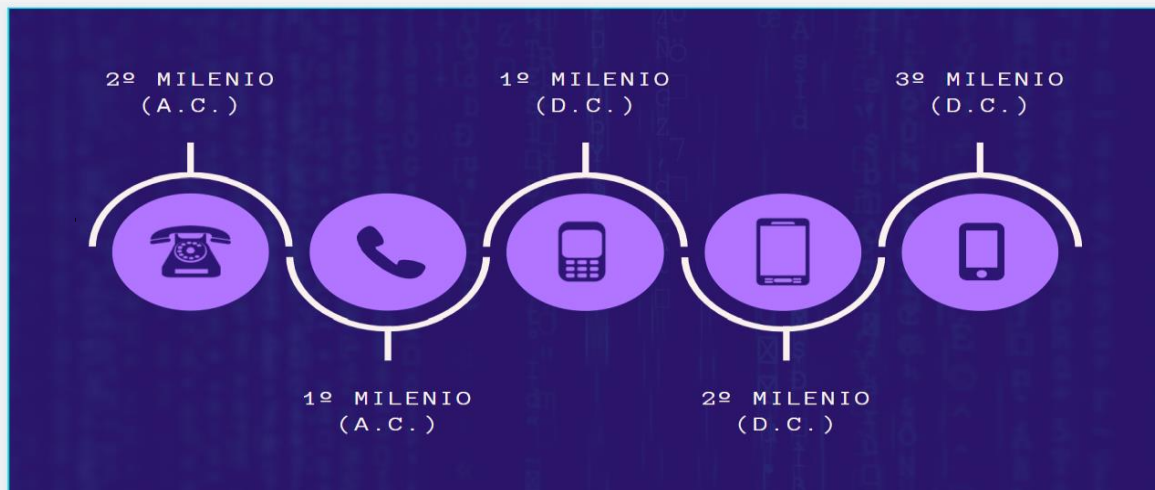 2º MILENIO
(A.C.)
1º MILENIO
(A.C.)
1º MILENIO
(D.C.)
2º MILENIO
(D.C.)
3º MILENIO
(D.C.)